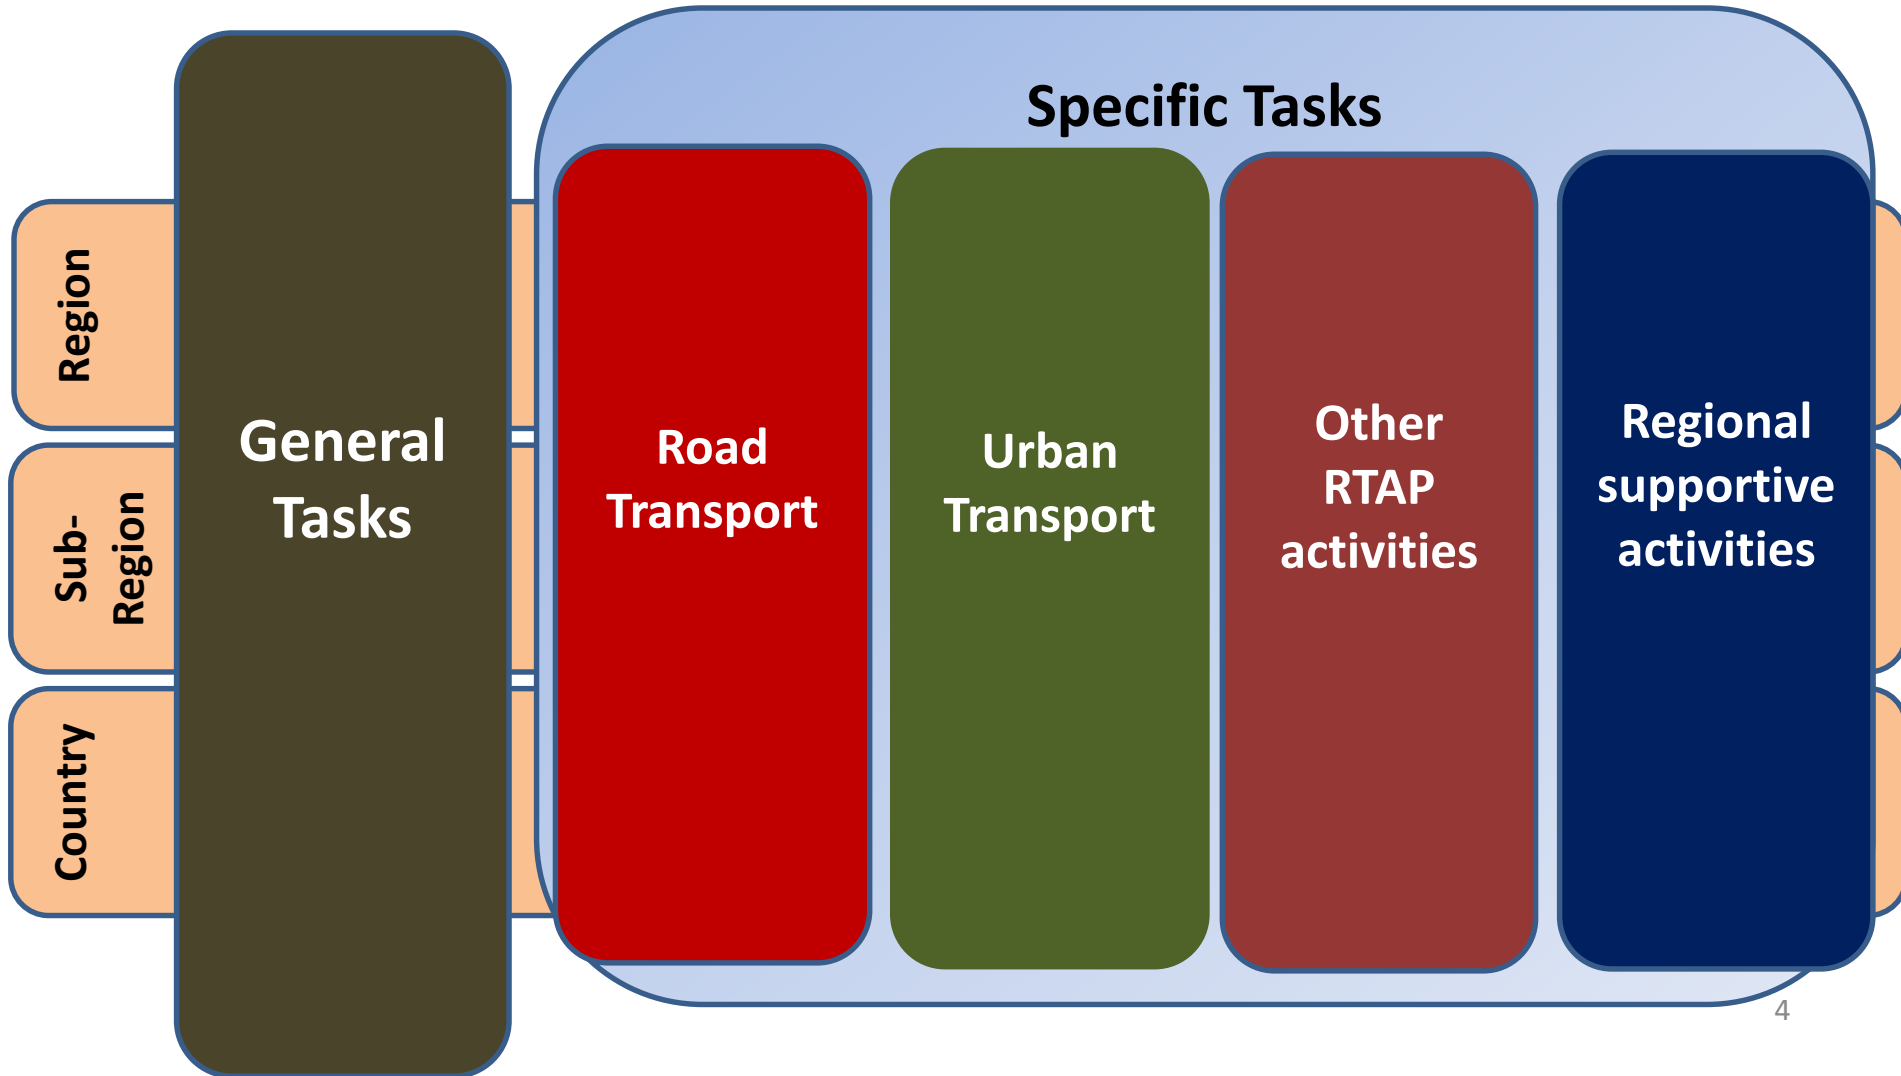 Specific Tasks
Region
Sub-
Region
Country
General
Tasks
Road
Transport
Urban
Transport
Other
RTAP
activities
Regional
supportive
activities
4